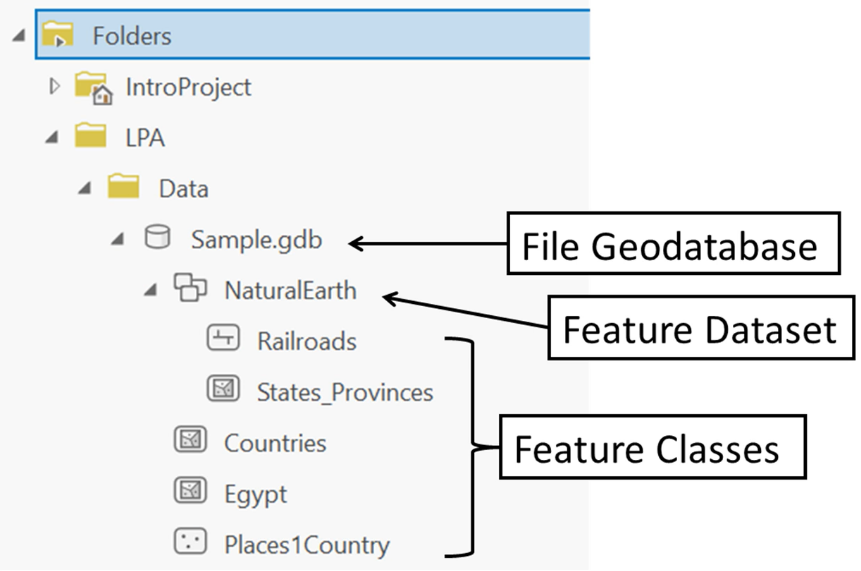 Folders
IntroProject
LPA
Data
Sample.gdb
File Geodatabase
NaturalEarth
Feature Dataset
Railroads
States_Provinces
Countries
Feature Classes
Egypt
Places1Country